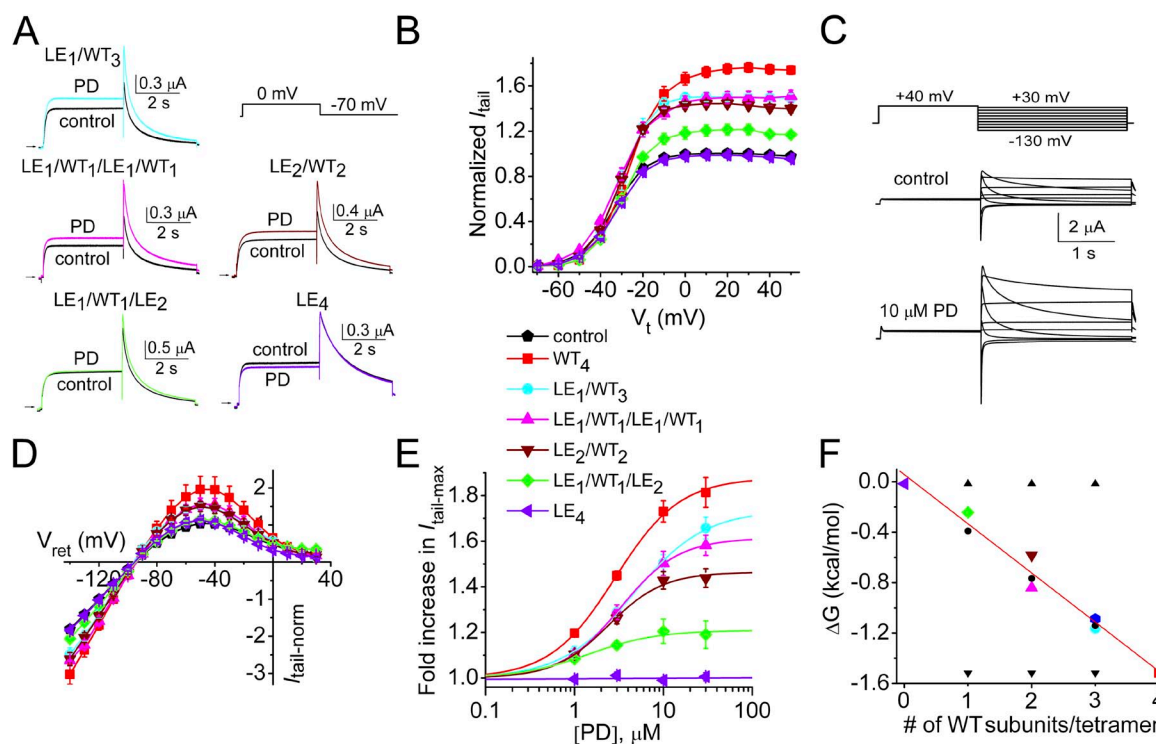 A
LE1/WT3
PD
control
0.3 µA
2 s
0 mV
-70 mV
LE1/WT1/LE1/WT1
PD
control
0.3 µA
2 s
LE2/WT2
PD
control
0.4 µA
2 s
LE1/WT1/LE2
PD
control
0.5 µA
2 s
LE4
control
PD
0.3 µA
2 s
B
Normalized Itail
1.6
1.2
0.8
0.4
0.0
-60 -40 -20 0 20 40
Vt (mV)
control
WT4
LE1/WT3
LE1/WT1/LE1/WT1
LE2/WT2
LE1/WT1/LE2
LE4
C
+40 mV
+30 mV
-130 mV
control
2 µA
1 s
10 µM PD
D
Vret (mV)
-120 -80 -40 40
2
1
-1
-2
-3
Itail-norm
E
Fold increase in Itail-max
1.8
1.6
1.4
1.2
1.0
0.1 1 10 100
[PD], µM
F
ΔG (kcal/mol)
-0.0
-0.4
-0.8
-1.2
-1.6
0 1 2 3 4
# of WT subunits/tetramer